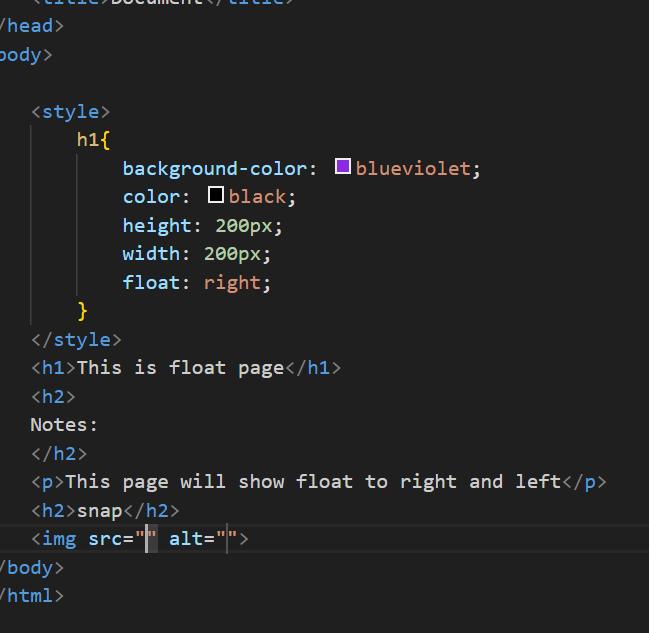 <title>Document</title>
/head>
body>
<style>
h1{
background-color: blueviolet;
color: black;
height: 200px;
width: 200px;
float: right;
}
</style>
<h1>This is float page</h1>
<h2>
Notes:
</h2>
<p>This page will show float to right and left</p>
<h2>snap</h2>
<img src="" alt="">
/body>
/html>